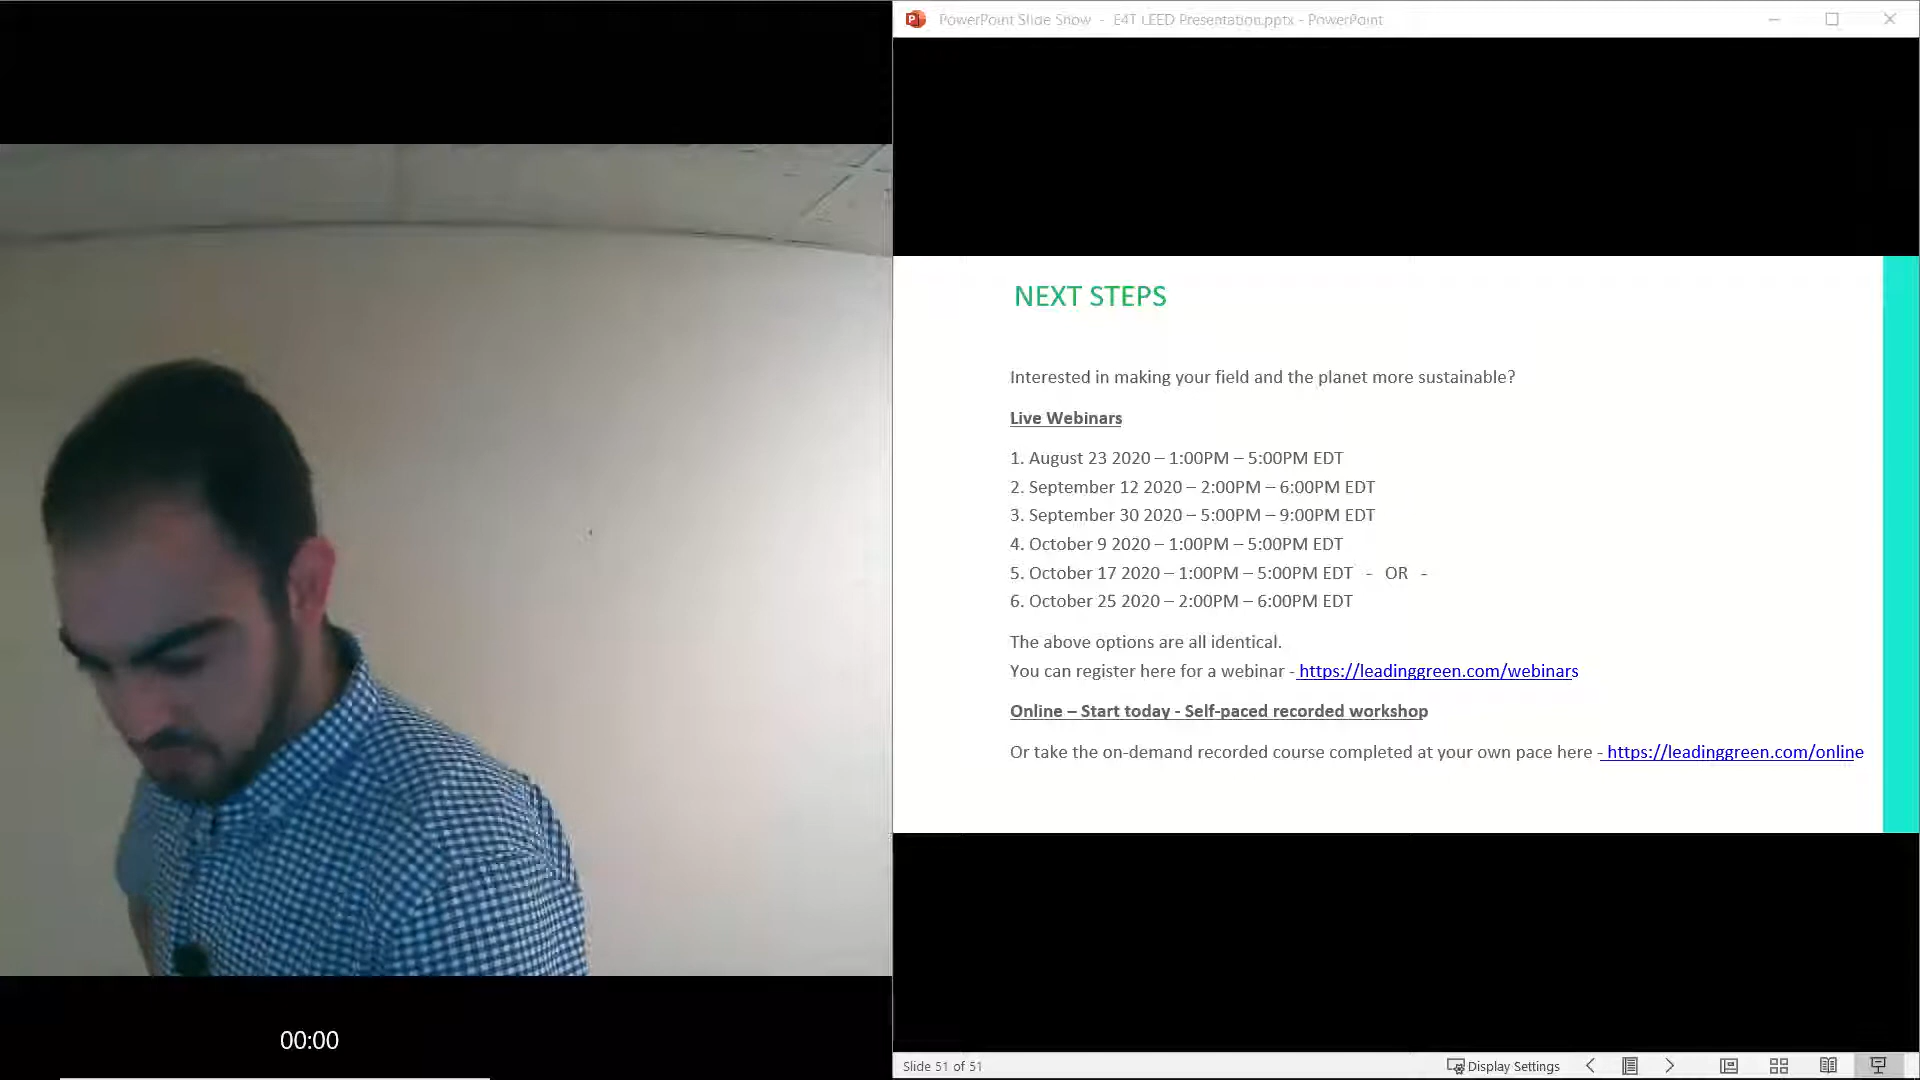 PowerPoint Slide Show - E4T LEED Presentation.pptx - PowerPoint
NEXT STEPS
Interested in making your field and the planet more sustainable?
Live Webinars
1. August 23 2020 – 1:00PM – 5:00PM EDT
2. September 12 2020 – 2:00PM – 6:00PM EDT
3. September 30 2020 – 5:00PM – 9:00PM EDT
4. October 9 2020 – 1:00PM – 5:00PM EDT
5. October 17 2020 – 1:00PM – 5:00PM EDT - OR -
6. October 25 2020 – 2:00PM – 6:00PM EDT
The above options are all identical.
You can register here for a webinar - https://leadinggreen.com/webinars
Online – Start today - Self-paced recorded workshop
Or take the on-demand recorded course completed at your own pace here - https://leadinggreen.com/online
00:00
Slide 51 of 51
Display Settings